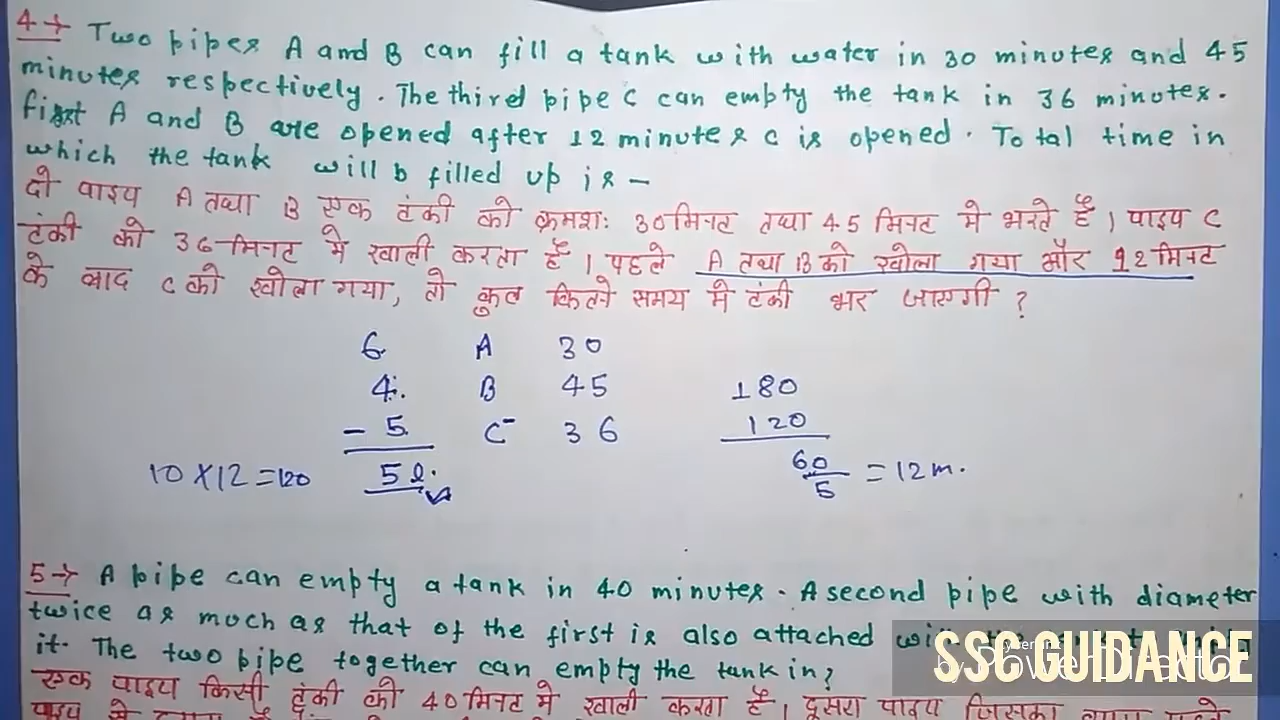 4→ Two pipes A and B can fill a tank with water in 30 minutes and 45
minutes respectively. The third pipe C can empty the tank in 36 minutes.
first A and B are opened after 12 minutes C is opened. Total time in
which the tank will b filled up is -
दो पाइप A तथा B एक टंकी को क्रमशः 30 मिनट तथा 45 मिनट मे भरते हैं। पाइप C
टंकी को 36 मिनट में खाली करता है। पहले A तथा B को खोला गया और 12 मिनट
के बाद C को खोला गया, तो कुल कितने समय मे टंकी भर जाएगी ?
6 A 30
4 B 45 180
- 5 C⁻ 36 120
10 × 12 = 120 5 l. 60/5 = 12 m.
5→ A pipe can empty a tank in 40 minutes. A second pipe with diameter
twice as much as that of the first is also attached
it. The two pipe together can empty the tank in?
SSC GUIDANCE
एक पाइप किसी टंकी को 40 मिनट मे खाली करता है। दूसरा पाइप जिसका